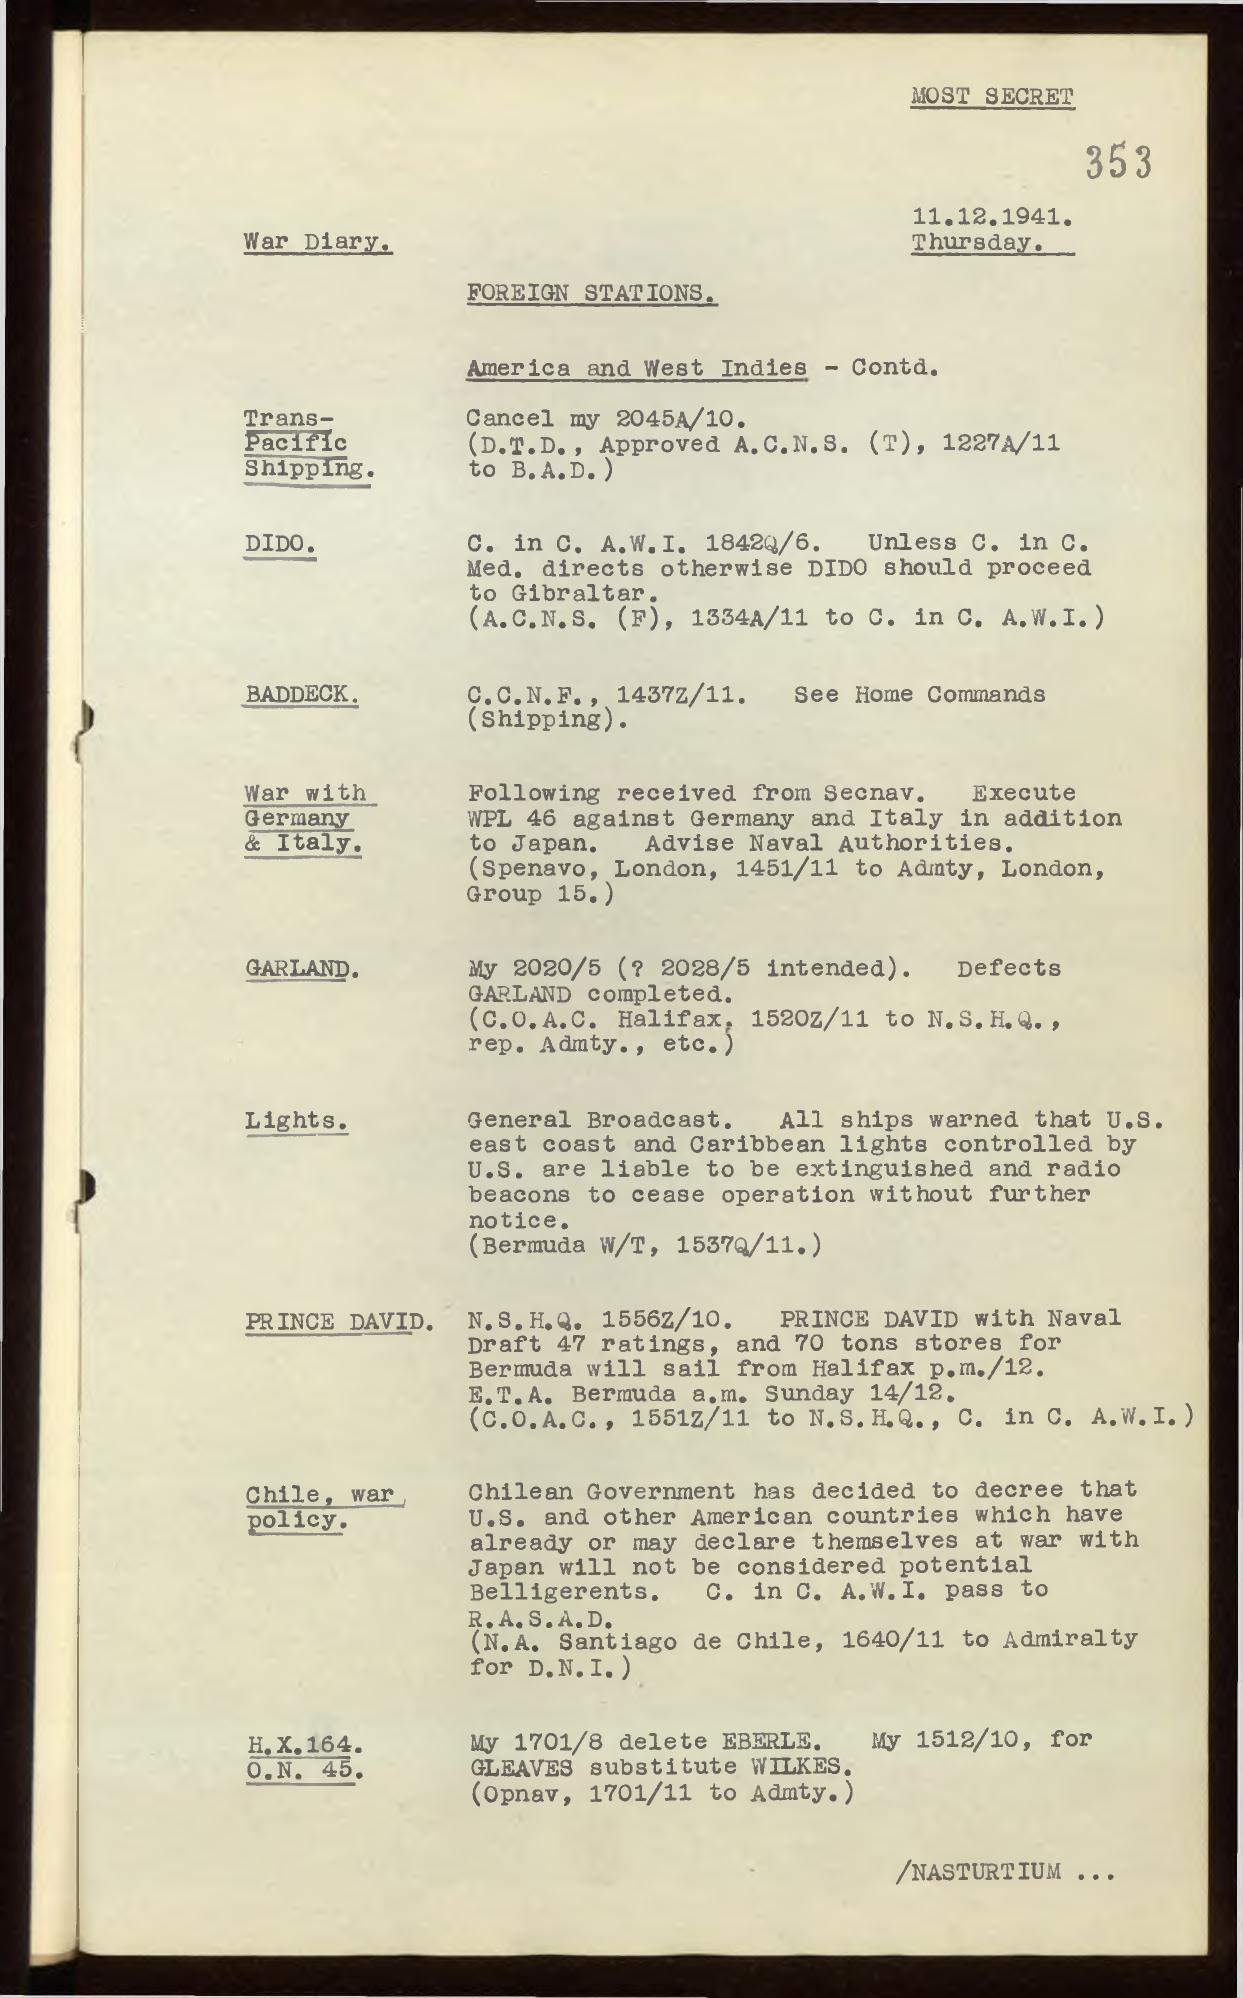 MOST SECRET
353
11.12.1941.
War Diary.
Thursday.
FOREIGN STATIONS.
America and West Indies - Contd.
Trans-
Pacific
Shipping.
Cancel my 2045A/10.
(D.T.D., Approved A.C.N.S. (T), 1227A/11
to B.A.D.)
DIDO.
C. in C. A.W.I. 1842Q/6. Unless C. in C.
Med. directs otherwise DIDO should proceed
to Gibraltar.
(A.C.N.S. (F), 1334A/11 to C. in C. A.W.I.)
BADDECK.
C.C.N.F., 1437Z/11. See Home Commands
(Shipping).
War with
Germany
& Italy.
Following received from Secnav. Execute
WPL 46 against Germany and Italy in addition
to Japan. Advise Naval Authorities.
(Spenavo, London, 1451/11 to Admty, London,
Group 15.)
GARLAND.
My 2020/5 (? 2028/5 intended). Defects
GARLAND completed.
(C.O.A.C. Halifax, 1520Z/11 to N.S.H.Q.,
rep. Admty., etc.)
Lights.
General Broadcast. All ships warned that U.S.
east coast and Caribbean lights controlled by
U.S. are liable to be extinguished and radio
beacons to cease operation without further
notice.
(Bermuda W/T, 1537Q/11.)
PRINCE DAVID.
N.S.H.Q. 1556Z/10. PRINCE DAVID with Naval
Draft 47 ratings, and 70 tons stores for
Bermuda will sail from Halifax p.m./12.
E.T.A. Bermuda a.m. Sunday 14/12.
(C.O.A.C., 1551Z/11 to N.S.H.Q., C. in C. A.W.I.)
Chile, war
policy.
Chilean Government has decided to decree that
U.S. and other American countries which have
already or may declare themselves at war with
Japan will not be considered potential
Belligerents. C. in C. A.W.I. pass to
R.A.S.A.D.
(N.A. Santiago de Chile, 1640/11 to Admiralty
for D.N.I.)
H.X.164.
O.N. 45.
My 1701/8 delete EBERLE. My 1512/10, for
GLEAVES substitute WILKES.
(Opnav, 1701/11 to Admty.)
/NASTURTIUM ...